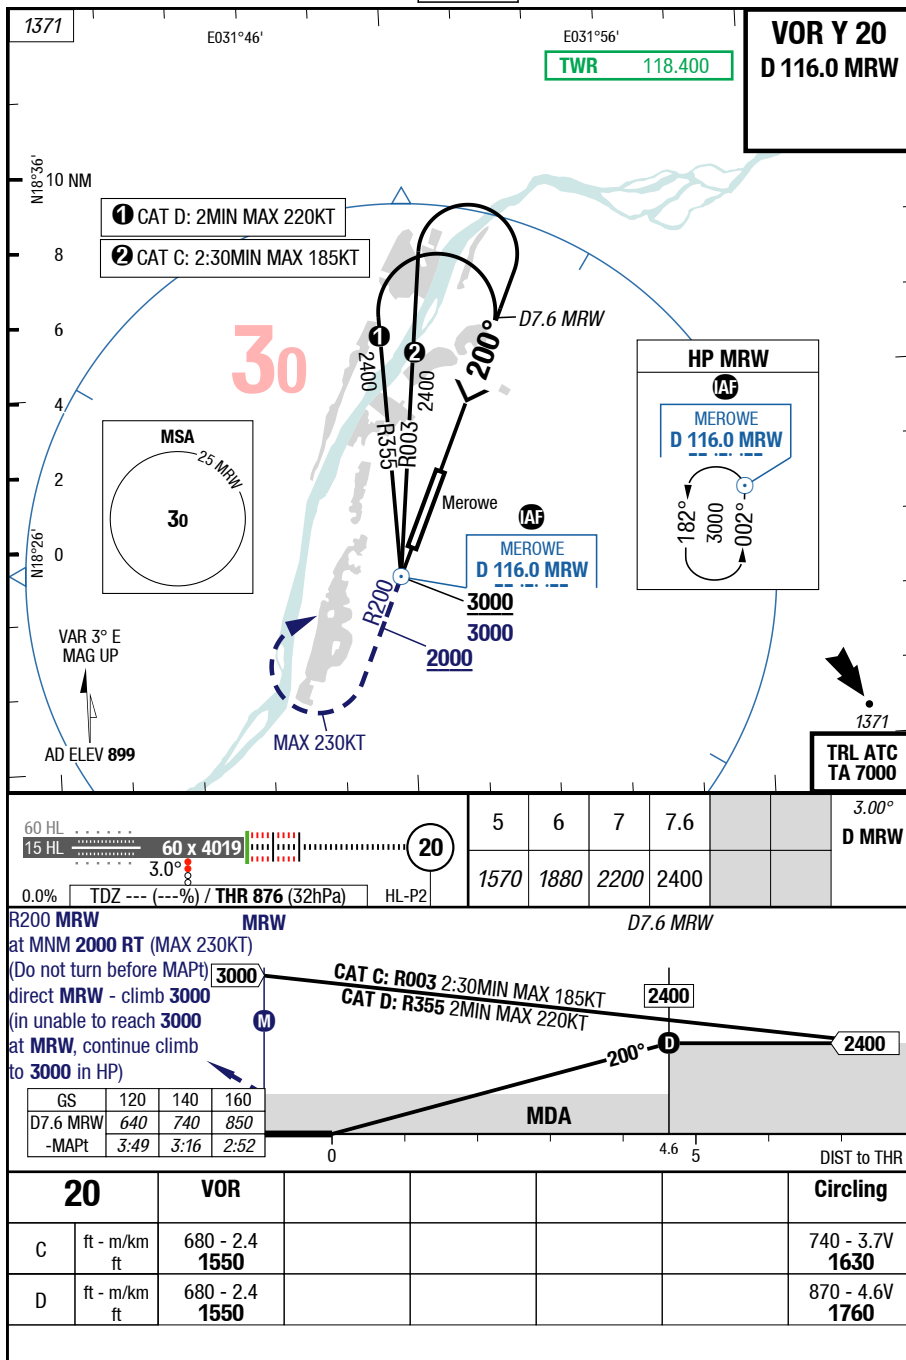 1371
E031°46'
E031°56'
VOR Y 20
D 116.0 MRW
TWR 118.400
N18°36'
10 NM
8
6
4
2
0
N18°26'
1 CAT D: 2MIN MAX 220KT
2 CAT C: 2:30MIN MAX 185KT
30
D7.6 MRW
200°
1
2
2400
2400
R355
R003
MSA
25 MRW
30
Merowe
IAF
MEROWE
D 116.0 MRW
3000
3000
2000
R200
MAX 230KT
HP MRW
IAF
MEROWE
D 116.0 MRW
182°
3000
002°
VAR 3° E
MAG UP
AD ELEV 899
1371
TRL ATC
TA 7000
60 HL
15 HL
60 x 4019
3.0°
20
0.0%
TDZ --- (---%) / THR 876 (32hPa)
HL-P2
5 6 7 7.6
3.00°
D MRW
1570 1880 2200 2400
R200 MRW
at MNM 2000 RT (MAX 230KT)
(Do not turn before MAPt)
direct MRW - climb 3000
(in unable to reach 3000
at MRW, continue climb
to 3000 in HP)
MRW
D7.6 MRW
3000
CAT C: R003 2:30MIN MAX 185KT
CAT D: R355 2MIN MAX 220KT
2400
M
D
200°
2400
MDA
GS 120 140 160
D7.6 MRW 640 740 850
-MAPt 3:49 3:16 2:52
0
4.6
5
DIST to THR
20 VOR Circling
C ft - m/km 680 - 2.4 740 - 3.7V
ft 1550 1630
D ft - m/km 680 - 2.4 870 - 4.6V
ft 1550 1760